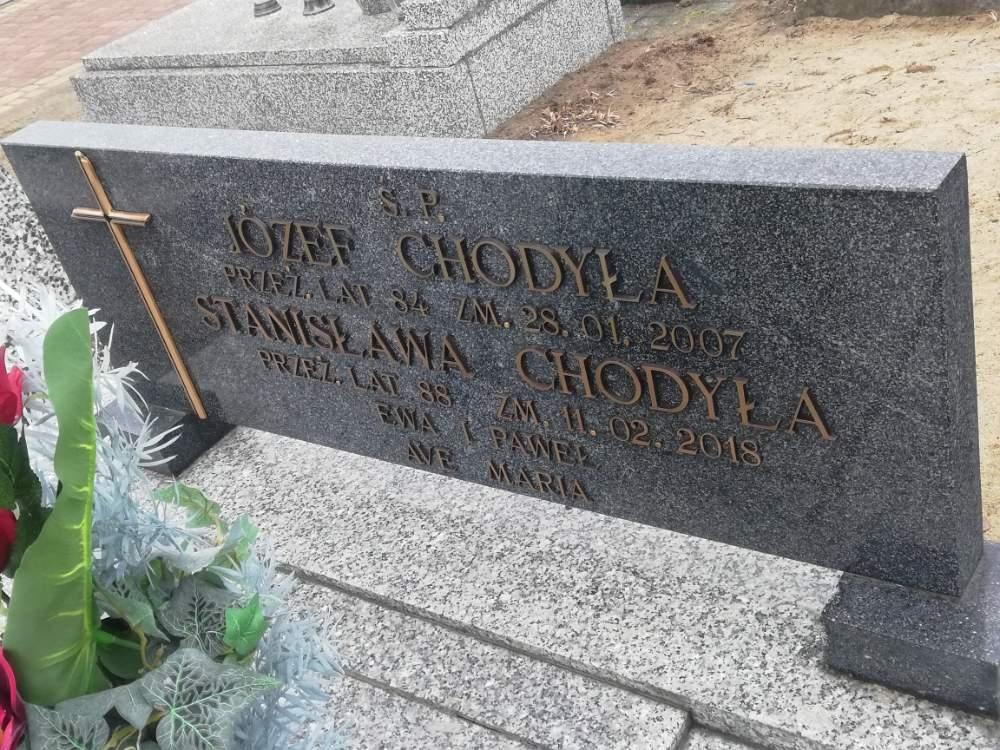 Ś. P.
JÓZEF CHODYŁA
PRZEŻ. LAT 84 ZM. 28. 01. 2007
STANISŁAWA CHODYŁA
PRZEŻ. LAT 88 ZM. 11. 02. 2018
EWA I PAWEŁ
AVE MARIA